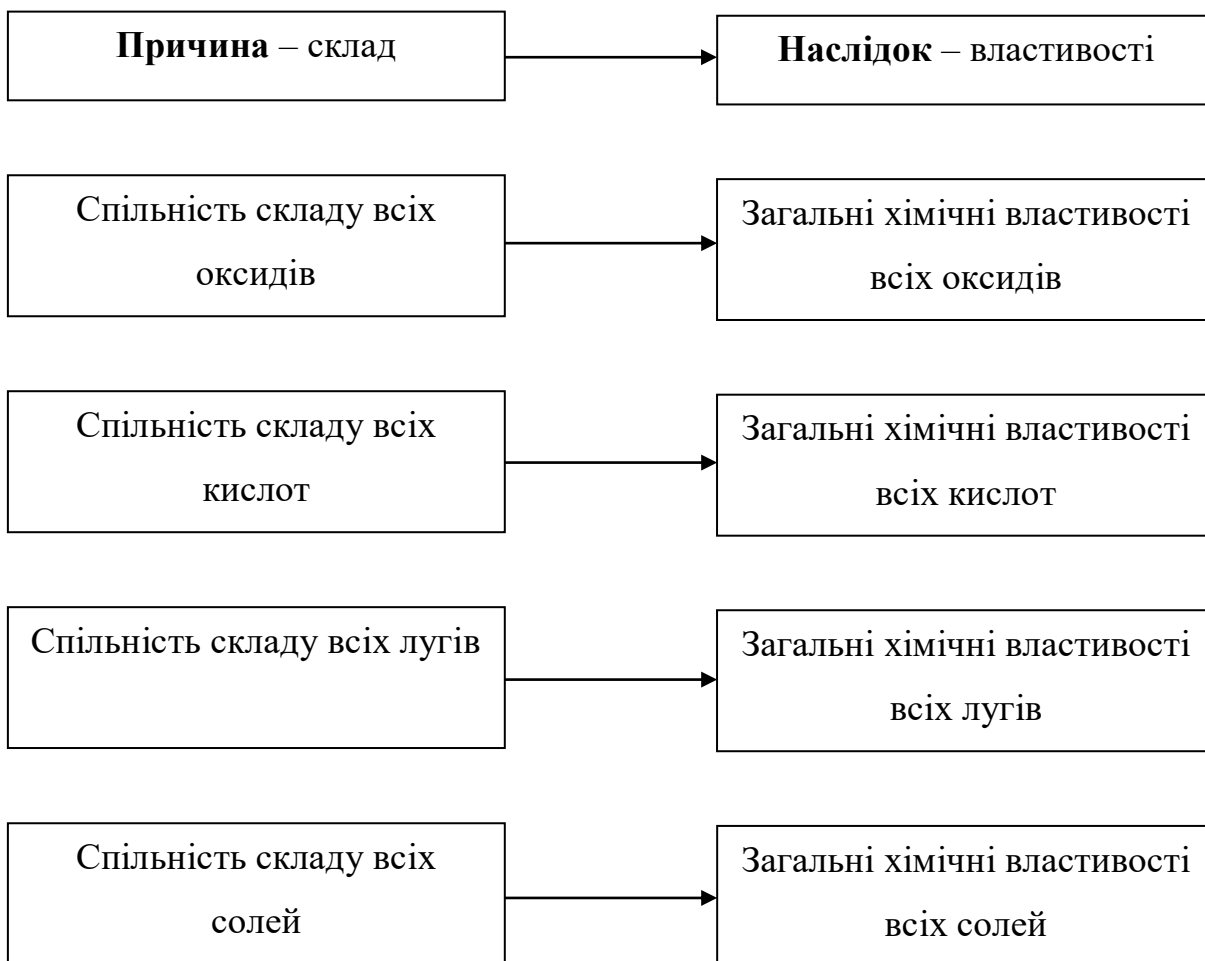 Причина – склад
Наслідок – властивості
Спільність складу всіх
оксидів
Загальні хімічні властивості
всіх оксидів
Спільність складу всіх
кислот
Загальні хімічні властивості
всіх кислот
Спільність складу всіх лугів
Загальні хімічні властивості
всіх лугів
Спільність складу всіх
солей
Загальні хімічні властивості
всіх солей